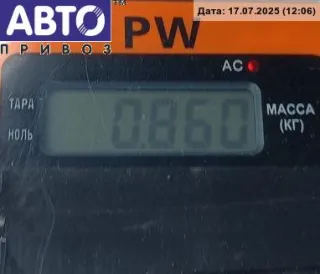 АВТО
ПРИВОЗ
PW
Дата: 17.07.2025 (12:06)
AC
ТАРА
НОЛЬ
0.860
МАССА
(КГ)